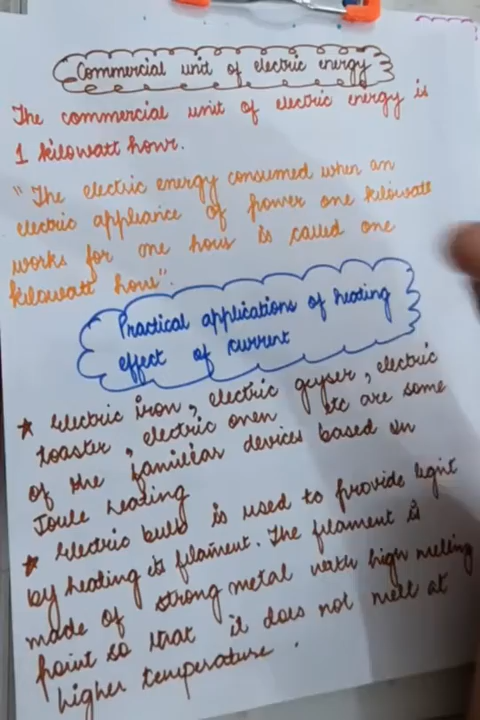 Commercial unit of electric energy
The commercial unit of electric energy is
1 kilowatt hour.
"The electric energy consumed when an
electric appliance of power one kilowatt
works for one hour is called one
kilowatt hour".
Practical applications of heating
effect of current
★ Electric iron, electric geyser, electric
toaster, electric oven etc are some
of the familiar devices based on
Joule heating
★ Electric bulb is used to provide light
by heating its filament. The filament is
made of strong metal with high melting
point so that it does not melt at
higher temperature.